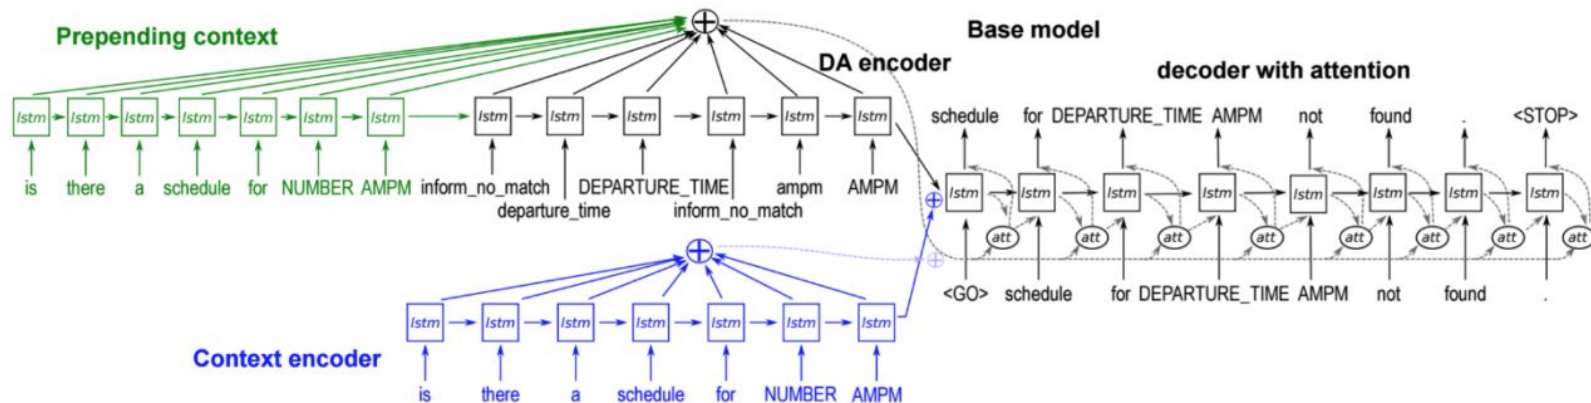 Prepending context
Base model
DA encoder
decoder with attention
lstm lstm lstm lstm lstm lstm lstm lstm lstm lstm lstm lstm lstm
schedule for DEPARTURE_TIME AMPM not found . <STOP>
is there a schedule for NUMBER AMPM inform_no_match DEPARTURE_TIME ampm AMPM
departure_time inform_no_match
lstm lstm lstm lstm lstm lstm lstm lstm
att att att att att att att att
<GO> schedule for DEPARTURE_TIME AMPM not found .
lstm lstm lstm lstm lstm lstm lstm
Context encoder
is there a schedule for NUMBER AMPM